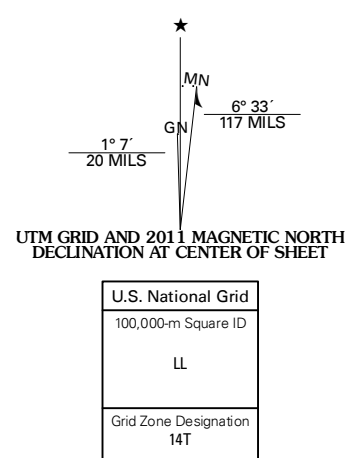 ★
MN
GN
6° 33´
117 MILS
1° 7´
20 MILS
UTM GRID AND 2011 MAGNETIC NORTH
DECLINATION AT CENTER OF SHEET
U.S. National Grid
100,000-m Square ID
LL
Grid Zone Designation
14T